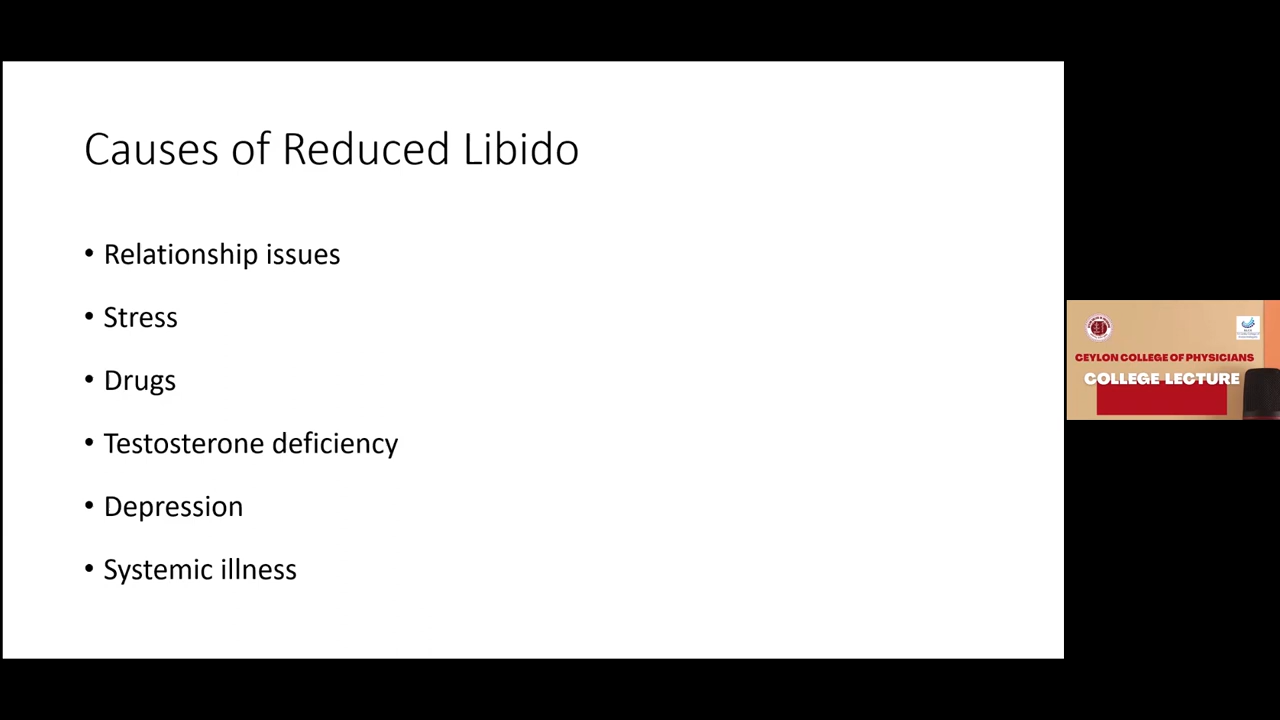 Causes of Reduced Libido
• Relationship issues
• Stress
• Drugs
• Testosterone deficiency
• Depression
• Systemic illness
CEYLON COLLEGE OF PHYSICIANS
COLLEGE LECTURE